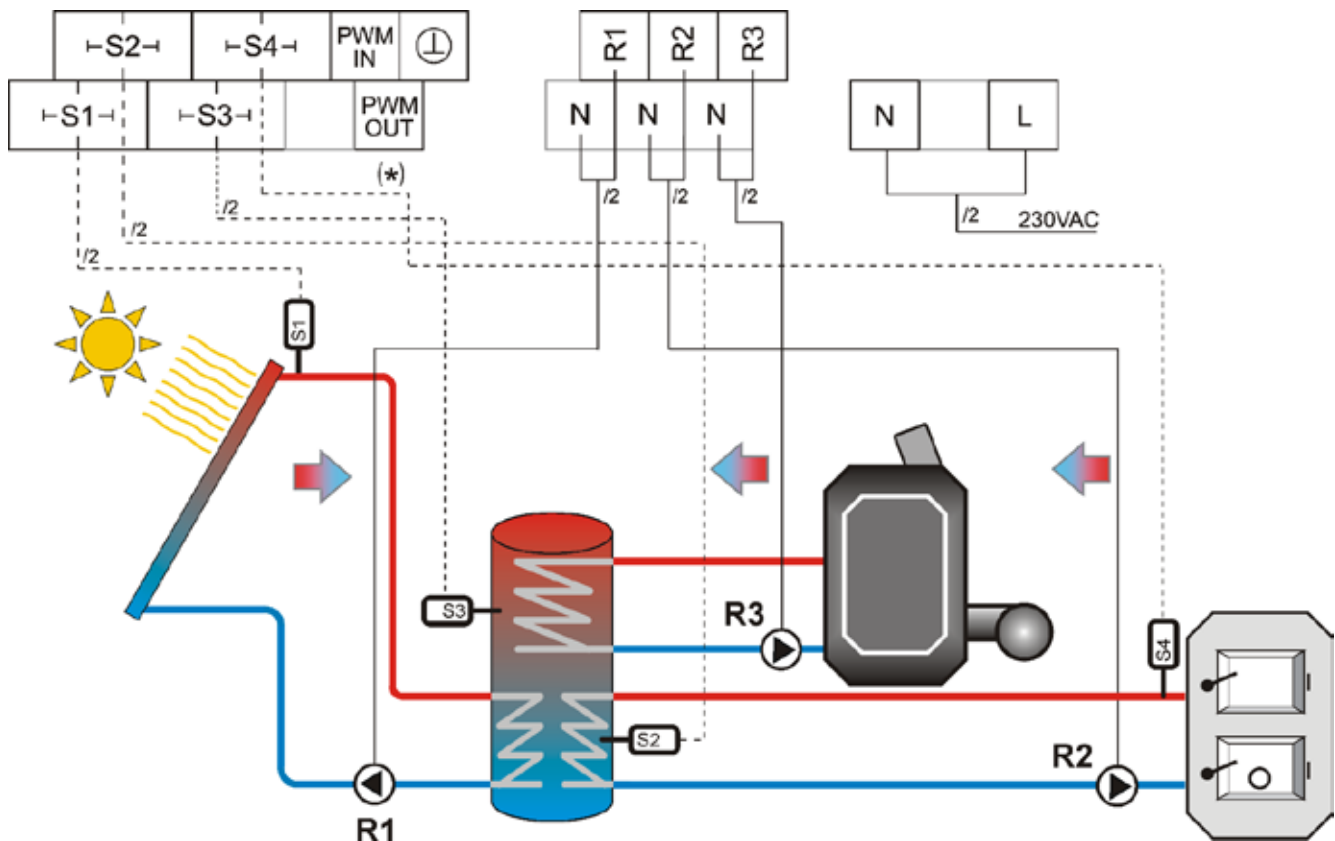 S2 S4 PWM IN
S1 S3 PWM OUT
R1 R2 R3
N N N
N L
(*)
/2 /2 /2 /2 /2
/2 /2
230VAC
S1
S3
R3
S4
S2
R2
R1